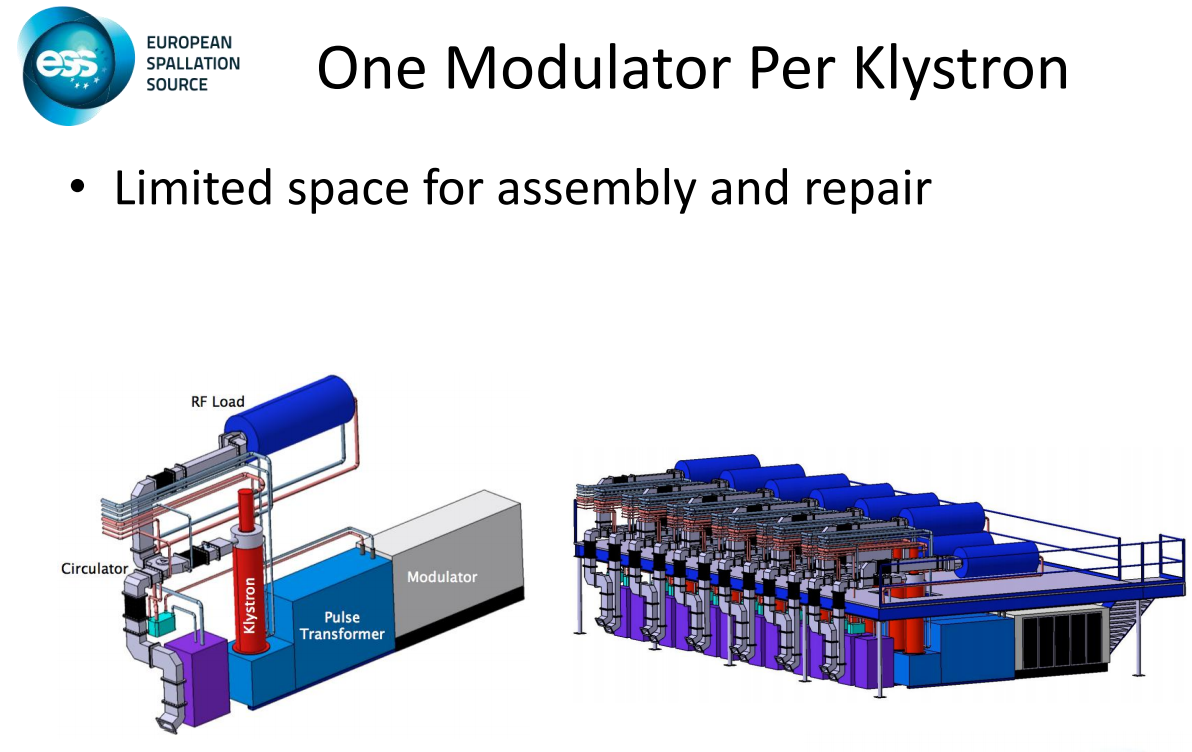 ess
EUROPEAN
SPALLATION
SOURCE
One Modulator Per Klystron
• Limited space for assembly and repair
RF Load
Circulator
Klystron
Pulse
Transformer
Modulator